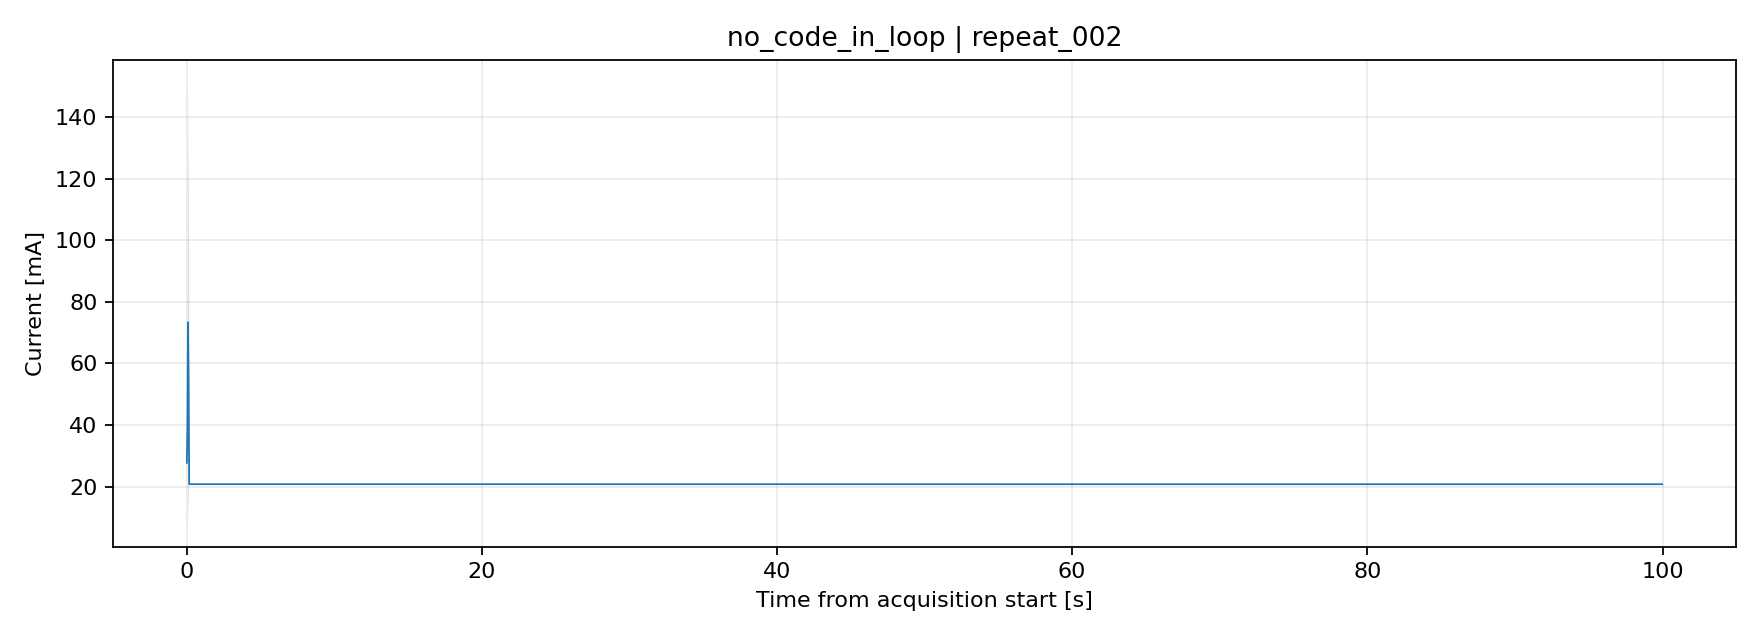 no_code_in_loop | repeat_002
Current [mA]
140
120
100
80
60
40
20
0 20 40 60 80 100
Time from acquisition start [s]